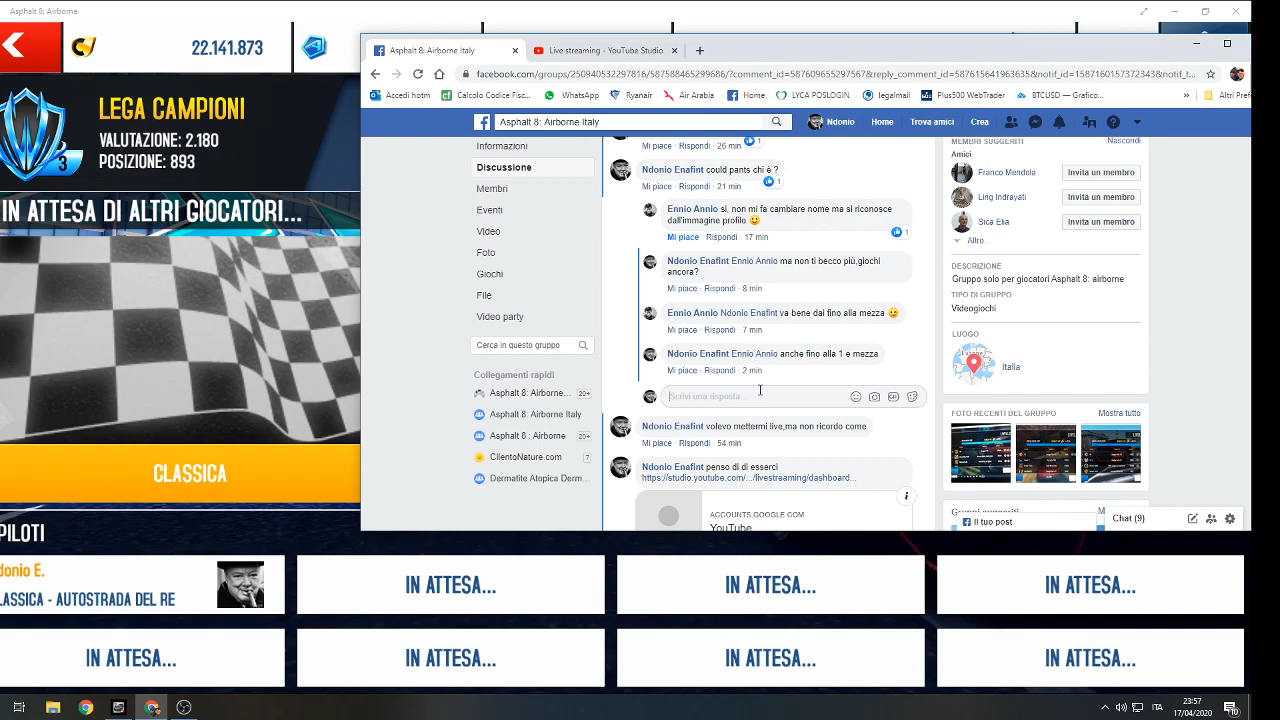 Asphalt 8: Airborne
22.141.873
LEGA CAMPIONI
VALUTAZIONE: 2.180
POSIZIONE: 893
3
IN ATTESA DI ALTRI GIOCATORI...
CLASSICA
PILOTI
donio E.
LASSICA - AUTOSTRADA DEL RE
IN ATTESA...
IN ATTESA...
IN ATTESA...
IN ATTESA...
IN ATTESA...
IN ATTESA...
IN ATTESA...
Asphalt 8: Airborne Italy
Live streaming - YouTube Studio
facebook.com/groups/250940532297816/587588465299686/?comment_id=587609655297567&reply_comment_id=587615641963635&notif_id=1587160157372343&notif_t...
Accedi hotm
Calcolo Codice Fisc...
WhatsApp
Ryanair
Air Arabia
Home
LYCA POSLOGIN
legalmail
Plus500 WebTrader
BTCUSD — Grafico...
»
Altri Pref
Asphalt 8: Airborne Italy
Ndonio
Home
Trova amici
Crea
Informazioni
Discussione
Membri
Eventi
Video
Foto
Giochi
File
Video party
Cerca in questo gruppo
Collegamenti rapidi
Asphalt 8: Airborne... 20+
Asphalt 8: Airborne Italy
Asphalt 8 : Airborne 20+
CilentoNature.com 7
Dermatite Atopica Derm...
Mi piace · Rispondi · 26 min
1
Ndonio Enafint could pants chi è ?
1
Mi piace · Rispondi · 21 min
Ennio Annio si, non mi fa cambiare nome ma si riconosce
dall'immagine profilo 😀
1
Mi piace · Rispondi · 17 min
Ndonio Enafint Ennio Annio ma non ti becco più,giochi
ancora?
Mi piace · Rispondi · 8 min
Ennio Annio Ndonio Enafint va bene dai fino alla mezza 😉
Mi piace · Rispondi · 7 min
Ndonio Enafint Ennio Annio anche fino alla 1 e mezza
Mi piace · Rispondi · 2 min
Scrivi una risposta...
GIF
Ndonio Enafint volevo mettermi live,ma non ricordo come
Mi piace · Rispondi · 54 min
Ndonio Enafint penso di di esserci
https://studio.youtube.com/.../livestreaming/dashboard...
ACCOUNTS.GOOGLE.COM
YouTube
MEMBRI SUGGERITI
Nascondi
Amici
Franco Mendola
Invita un membro
Ling Indrayati
Invita un membro
Sica Elia
Invita un membro
Altro...
DESCRIZIONE
Gruppo solo per giocatori Asphalt 8: airborne
TIPO DI GRUPPO
Videogiochi
LUOGO
Italia
FOTO RECENTI DEL GRUPPO
Mostra tutto
Il tuo post
Chat (9)
ITA
23:57
17/04/2020